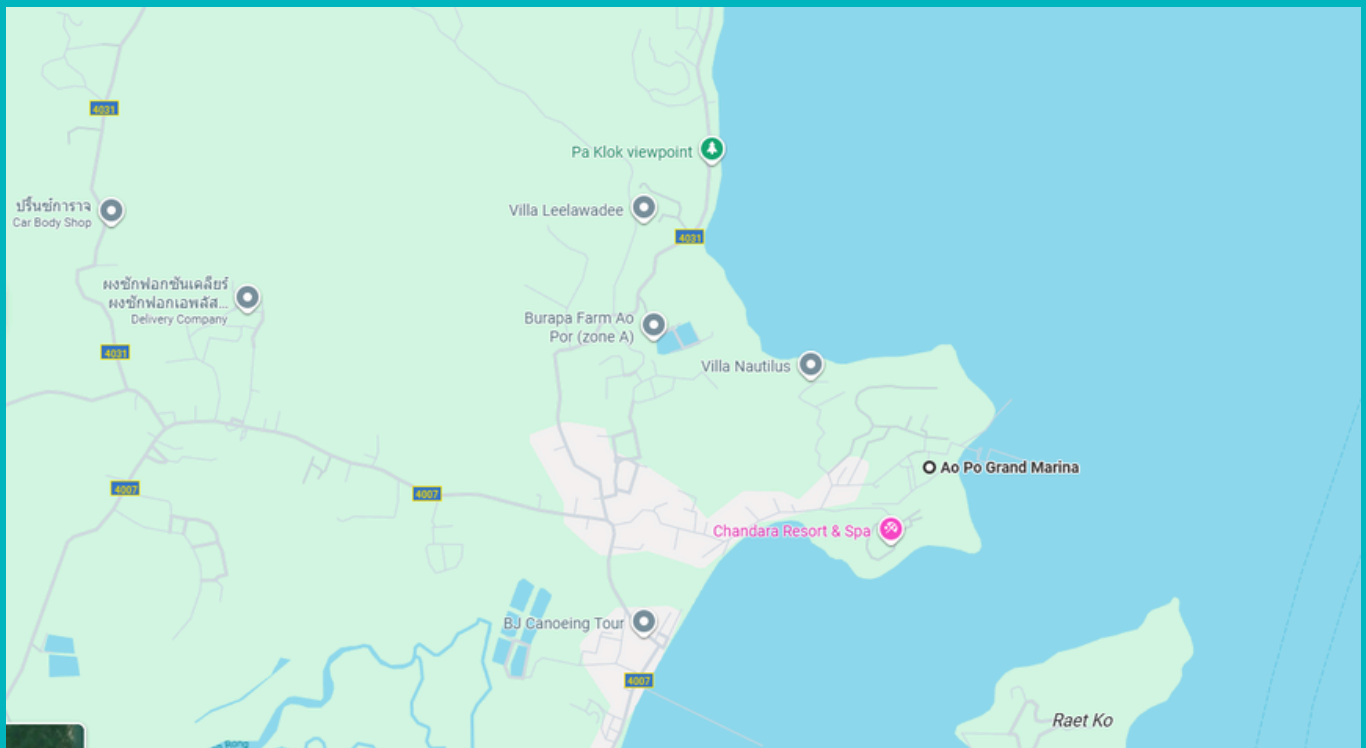 4031
Pa Klok viewpoint
ปริ้นซ์การาจ
Car Body Shop
Villa Leelawadee
4031
ผงซักฟอกซันเคลียร์
ผงซักฟอกเอพลัส...
Delivery Company
Burapa Farm Ao
Por (zone A)
4031
Villa Nautilus
Ao Po Grand Marina
4007
4007
Chandara Resort & Spa
BJ Canoeing Tour
4007
Raet Ko
Rong